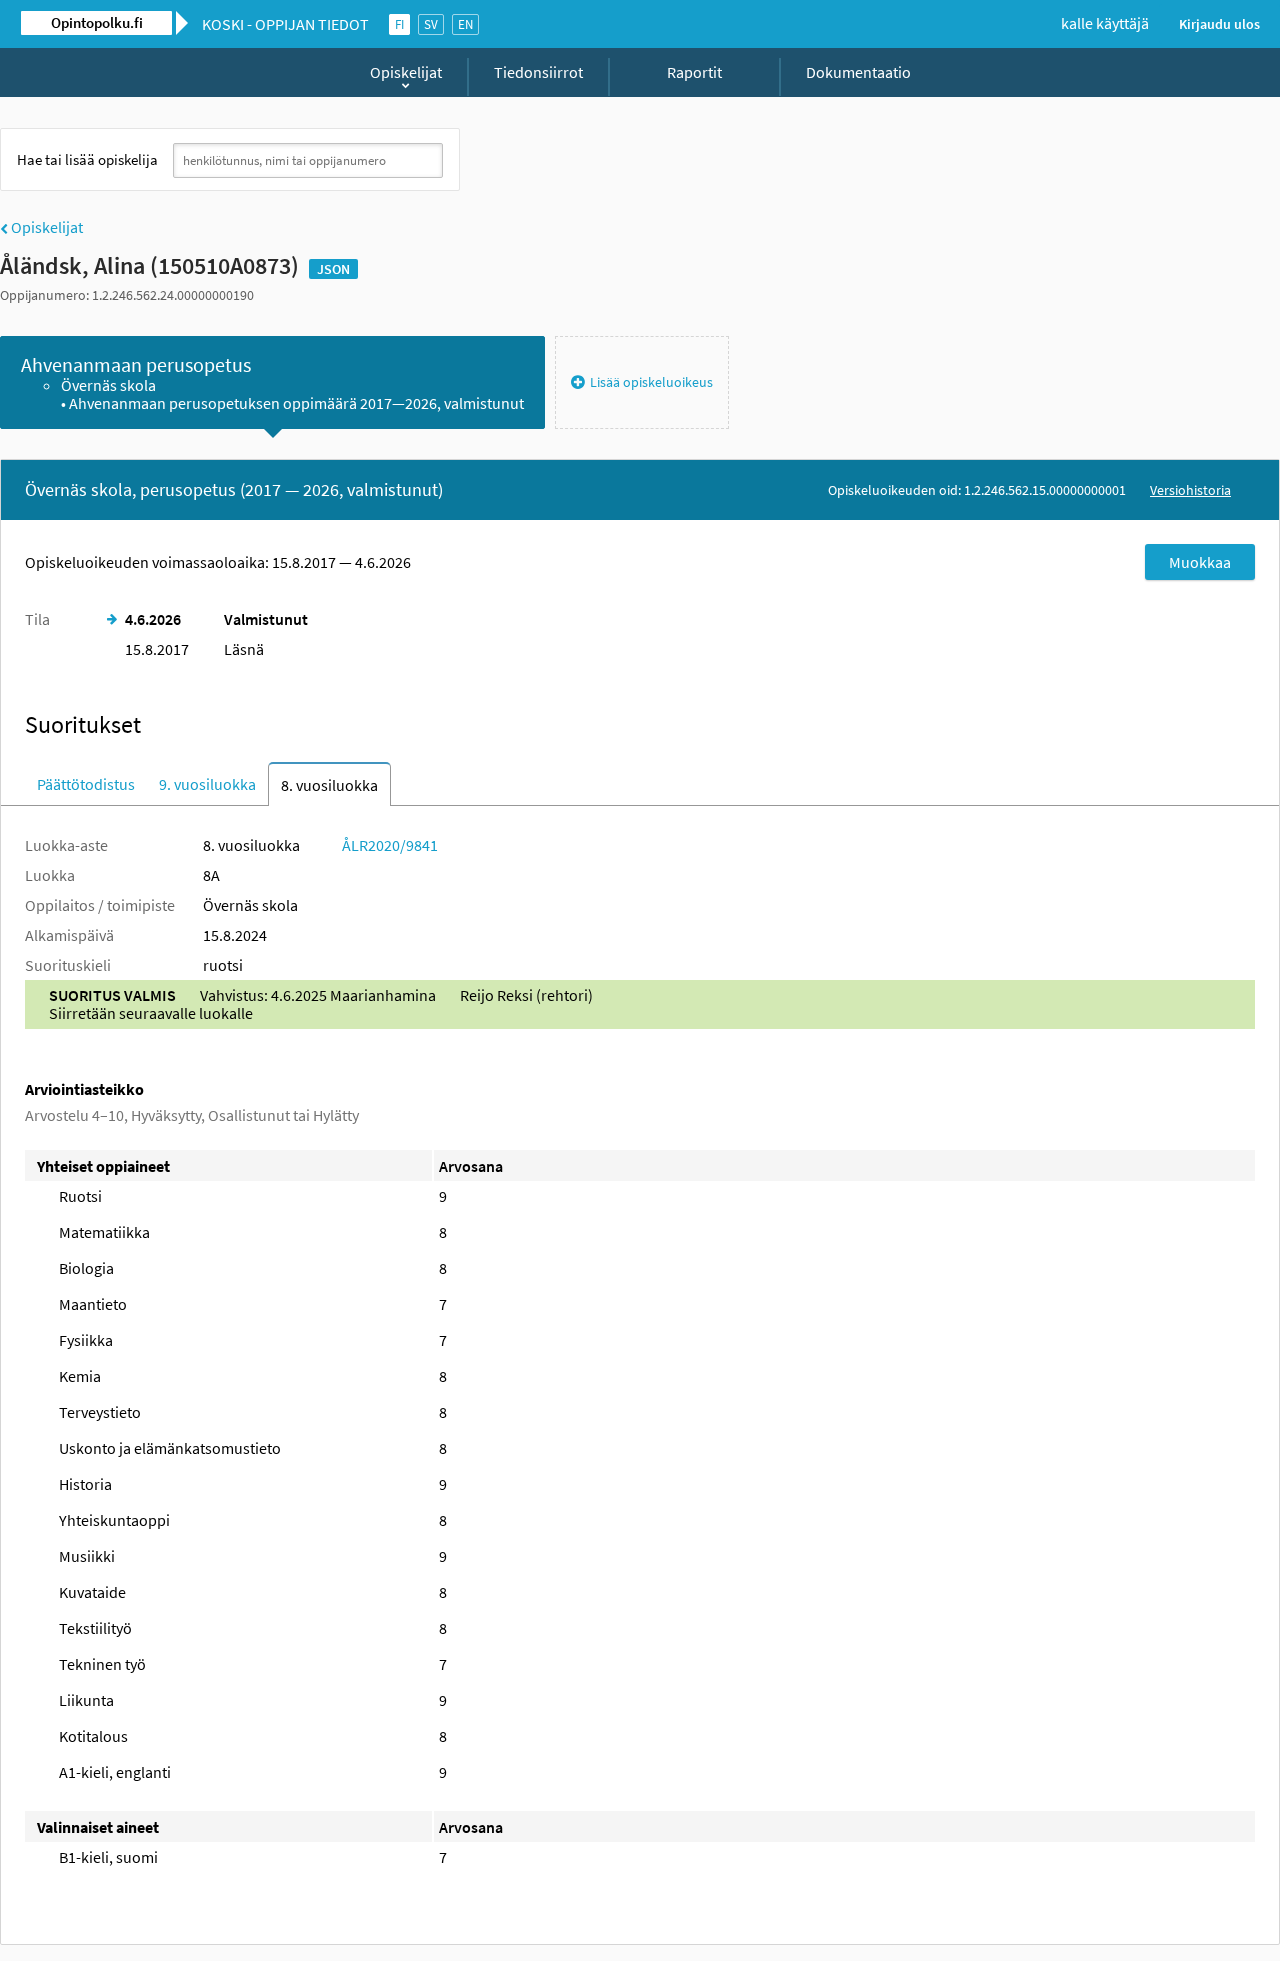 Opintopolku.fi KOSKI - OPPIJAN TIEDOT FI SV EN kalle käyttäjä Kirjaudu ulos
Opiskelijat Tiedonsiirrot Raportit Dokumentaatio
Hae tai lisää opiskelija henkilötunnus, nimi tai oppijanumero
Opiskelijat
Åländsk, Alina (150510A0873) JSON
Oppijanumero: 1.2.246.562.24.00000000190
Ahvenanmaan perusopetus
Övernäs skola
• Ahvenanmaan perusopetuksen oppimäärä 2017—2026, valmistunut
Lisää opiskeluoikeus
Övernäs skola, perusopetus (2017 — 2026, valmistunut) Opiskeluoikeuden oid: 1.2.246.562.15.00000000001 Versiohistoria
Opiskeluoikeuden voimassaoloaika: 15.8.2017 — 4.6.2026 Muokkaa
Tila 4.6.2026 Valmistunut
15.8.2017 Läsnä
Suoritukset
Päättötodistus 9. vuosiluokka 8. vuosiluokka
Luokka-aste 8. vuosiluokka ÅLR2020/9841
Luokka 8A
Oppilaitos / toimipiste Övernäs skola
Alkamispäivä 15.8.2024
Suorituskieli ruotsi
SUORITUS VALMIS Vahvistus: 4.6.2025 Maarianhamina Reijo Reksi (rehtori)
Siirretään seuraavalle luokalle
Arviointiasteikko
Arvostelu 4–10, Hyväksytty, Osallistunut tai Hylätty
Yhteiset oppiaineet Arvosana
Ruotsi 9
Matematiikka 8
Biologia 8
Maantieto 7
Fysiikka 7
Kemia 8
Terveystieto 8
Uskonto ja elämänkatsomustieto 8
Historia 9
Yhteiskuntaoppi 8
Musiikki 9
Kuvataide 8
Tekstiilityö 8
Tekninen työ 7
Liikunta 9
Kotitalous 8
A1-kieli, englanti 9
Valinnaiset aineet Arvosana
B1-kieli, suomi 7